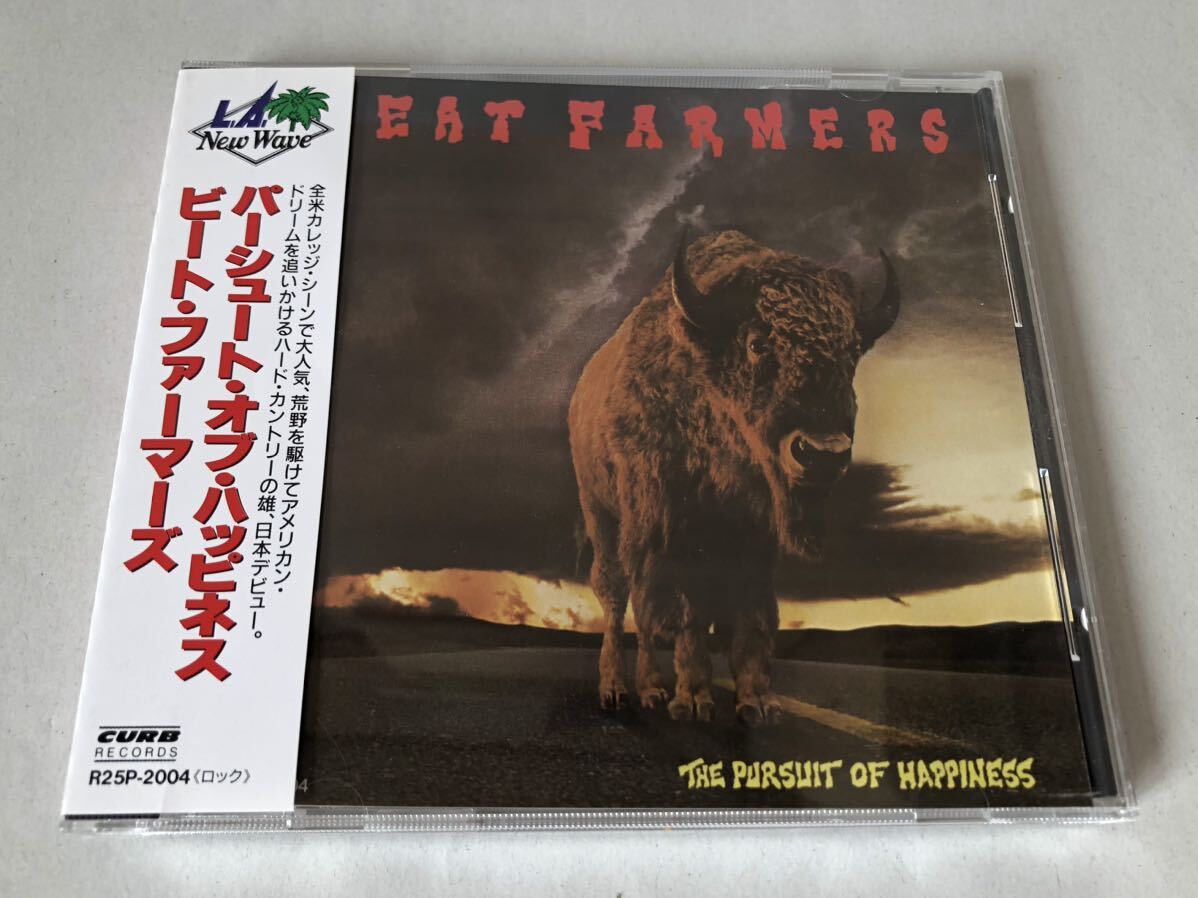 L.A.
New Wave
全米カレッジ・シーンで大人気、荒野を駆けてアメリカン・
ドリームを追いかけるハード・カントリーの雄、日本デビュー。
パーシュート・オブ・ハッピネス
ビート・ファーマーズ
CURB
RECORDS
R25P-2004《ロック》
EAT FARMERS
THE PURSUIT OF HAPPINESS
04